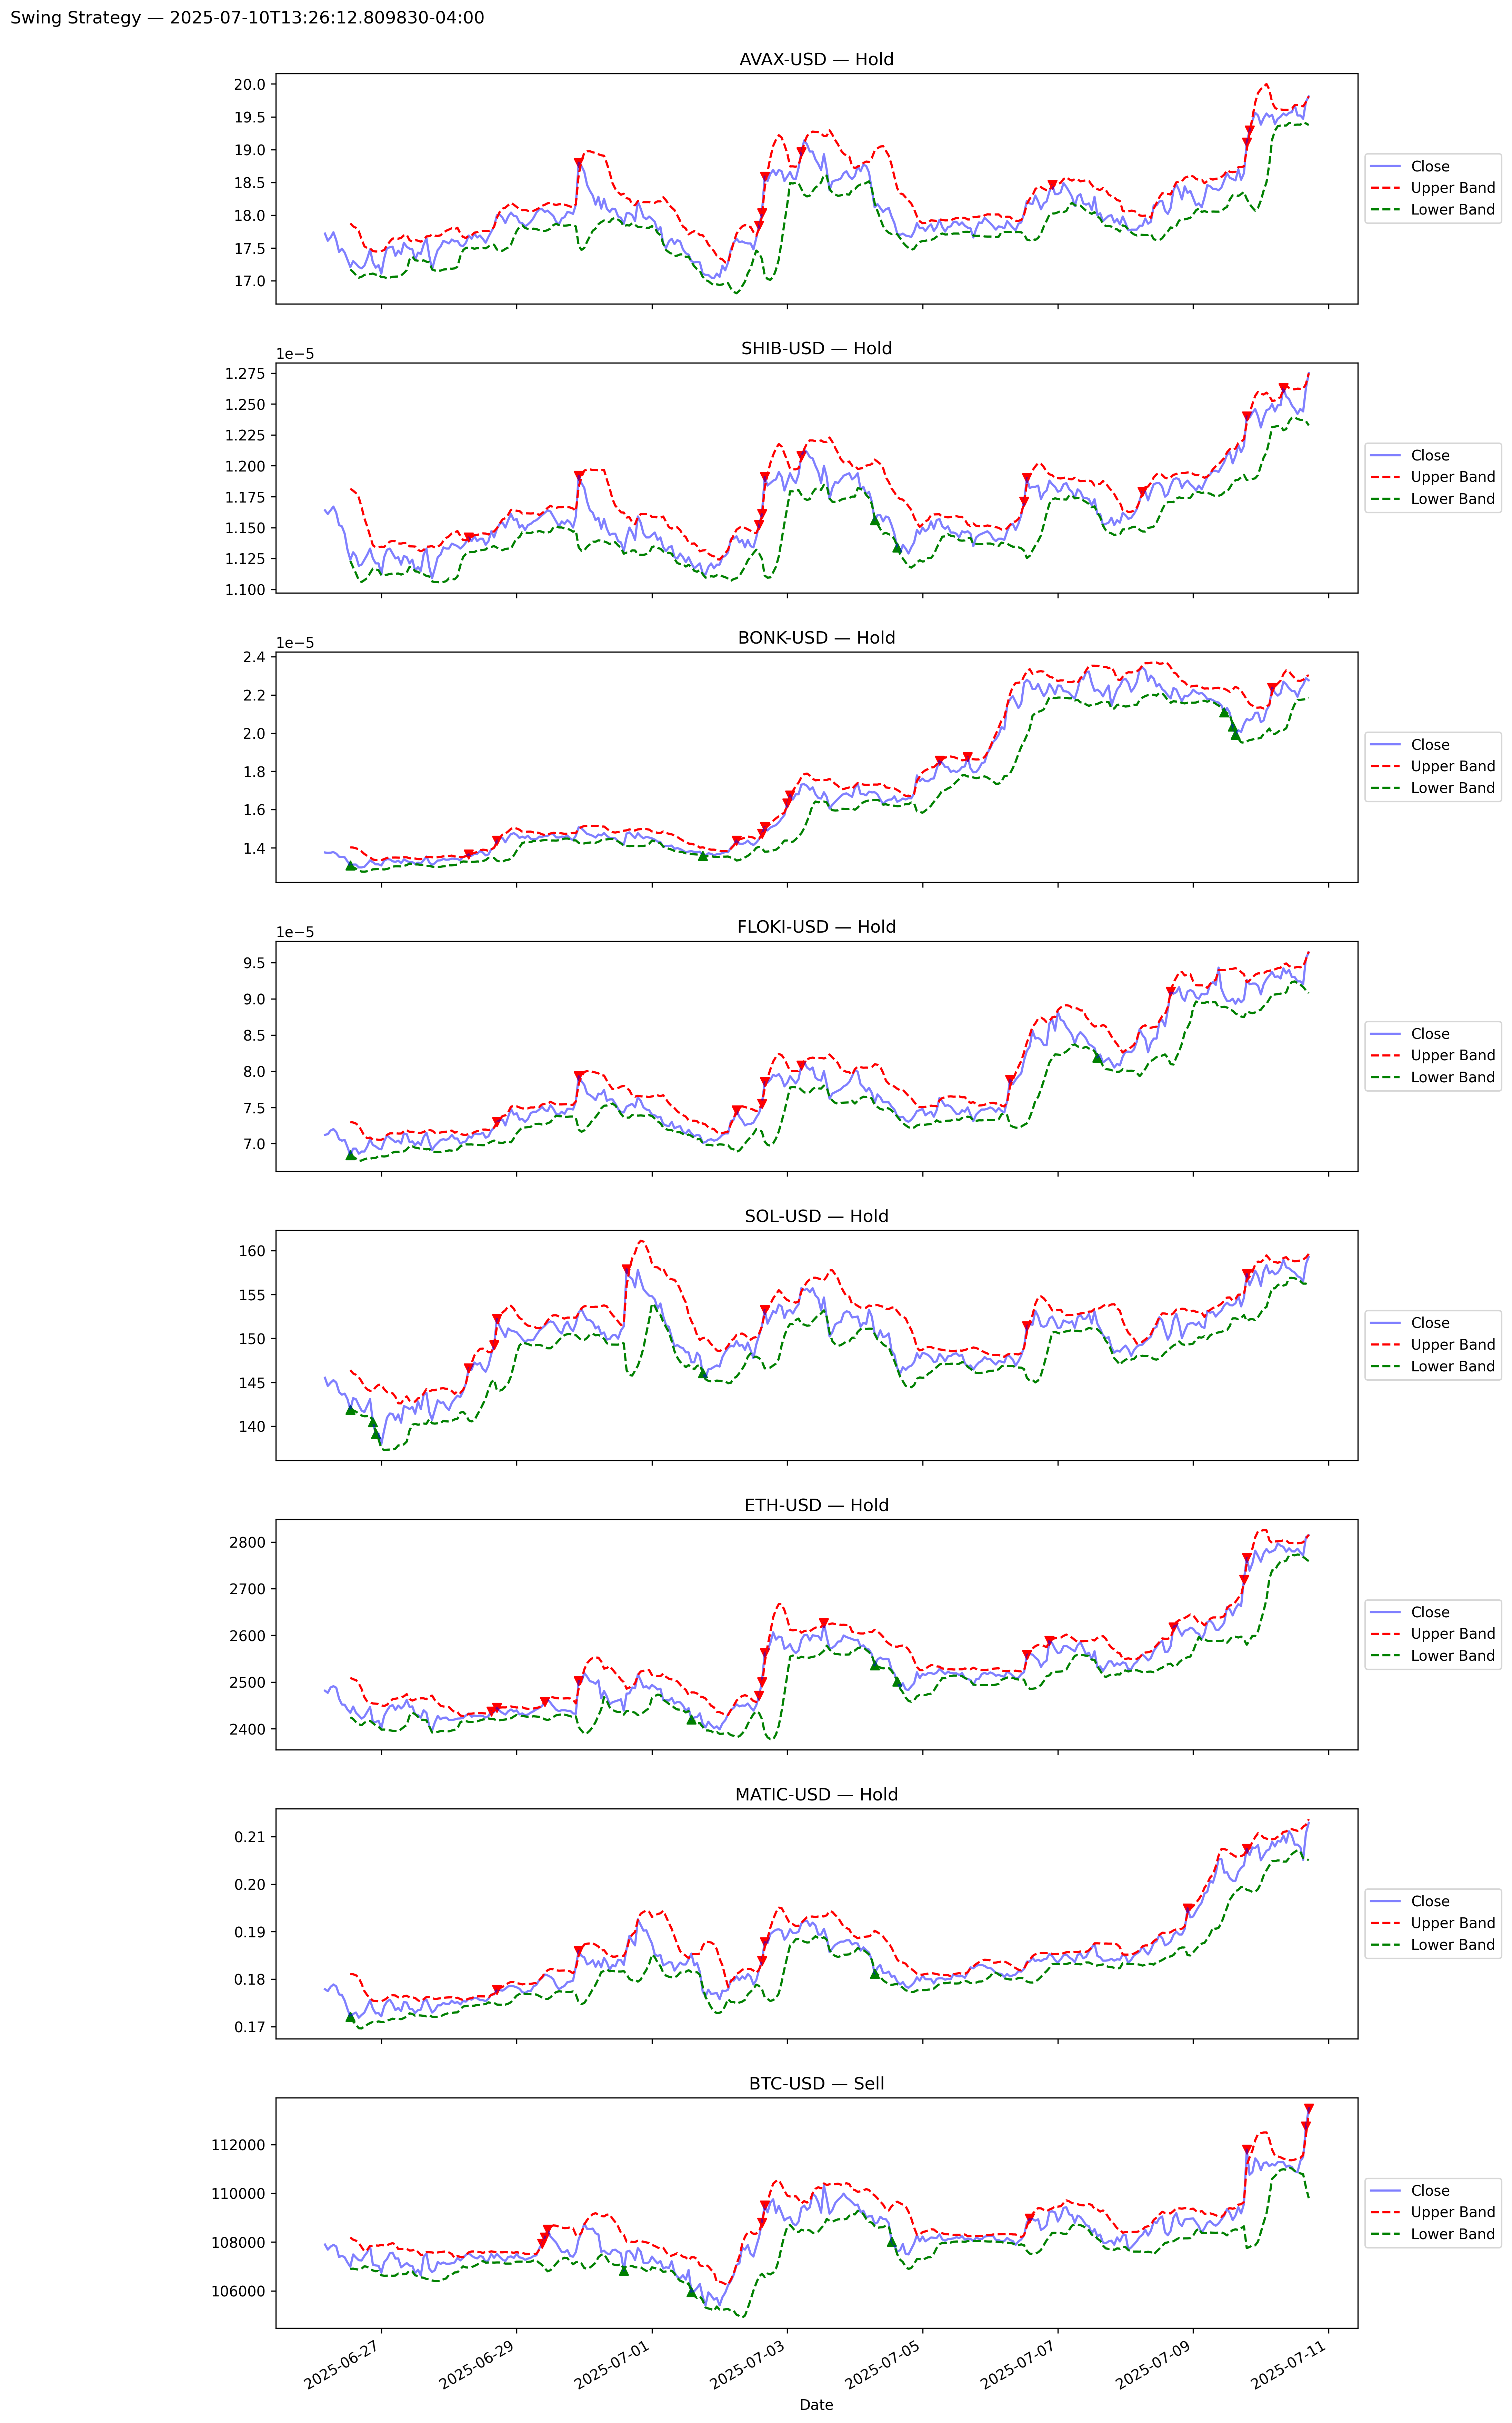 Swing Strategy — 2025-07-10T13:26:12.809830-04:00
AVAX-USD — Hold
20.0
19.5
19.0
18.5
18.0
17.5
17.0
Close
Upper Band
Lower Band
SHIB-USD — Hold
1e−5
1.275
1.250
1.225
1.200
1.175
1.150
1.125
1.100
Close
Upper Band
Lower Band
BONK-USD — Hold
1e−5
2.4
2.2
2.0
1.8
1.6
1.4
Close
Upper Band
Lower Band
FLOKI-USD — Hold
1e−5
9.5
9.0
8.5
8.0
7.5
7.0
Close
Upper Band
Lower Band
SOL-USD — Hold
160
155
150
145
140
Close
Upper Band
Lower Band
ETH-USD — Hold
2800
2700
2600
2500
2400
Close
Upper Band
Lower Band
MATIC-USD — Hold
0.21
0.20
0.19
0.18
0.17
Close
Upper Band
Lower Band
BTC-USD — Sell
112000
110000
108000
106000
Close
Upper Band
Lower Band
2025-06-27
2025-06-29
2025-07-01
2025-07-03
2025-07-05
2025-07-07
2025-07-09
2025-07-11
Date